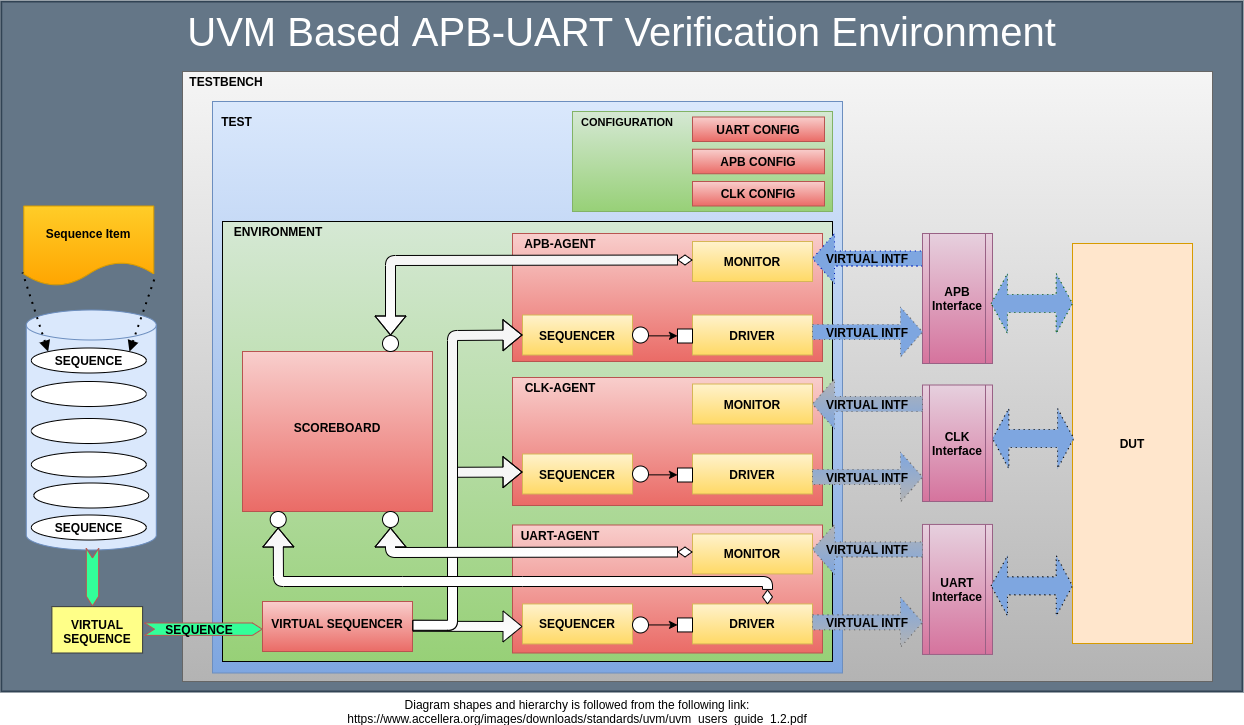 UVM Based APB-UART Verification Environment
TESTBENCH
TEST
CONFIGURATION
UART CONFIG
APB CONFIG
CLK CONFIG
Sequence Item
SEQUENCE
SEQUENCE
VIRTUAL
SEQUENCE
SEQUENCE
ENVIRONMENT
SCOREBOARD
VIRTUAL SEQUENCER
APB-AGENT
MONITOR
SEQUENCER
DRIVER
VIRTUAL INTF
VIRTUAL INTF
APB
Interface
CLK-AGENT
MONITOR
SEQUENCER
DRIVER
VIRTUAL INTF
VIRTUAL INTF
CLK
Interface
UART-AGENT
MONITOR
SEQUENCER
DRIVER
VIRTUAL INTF
VIRTUAL INTF
UART
Interface
DUT
Diagram shapes and hierarchy is followed from the following link:
https://www.accellera.org/images/downloads/standards/uvm/uvm_users_guide_1.2.pdf